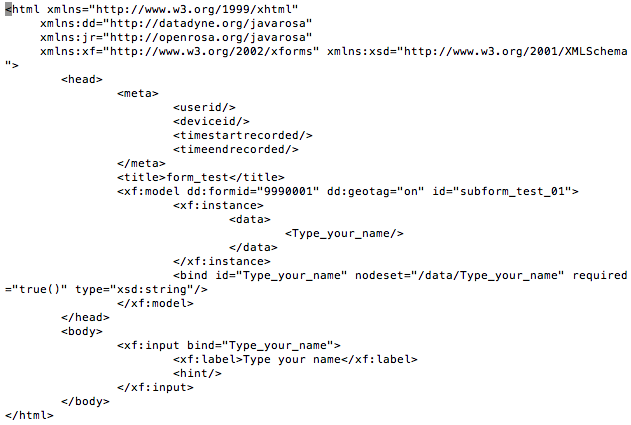 <html xmlns="http://www.w3.org/1999/xhtml"
     xmlns:dd="http://datadyne.org/javarosa"
     xmlns:jr="http://openrosa.org/javarosa"
     xmlns:xf="http://www.w3.org/2002/xforms" xmlns:xsd="http://www.w3.org/2001/XMLSchema
">
        <head>
                <meta>
                        <userid/>
                        <deviceid/>
                        <timestartrecorded/>
                        <timeendrecorded/>
                </meta>
                <title>form_test</title>
                <xf:model dd:formid="9990001" dd:geotag="on" id="subform_test_01">
                        <xf:instance>
                                <data>
                                        <Type_your_name/>
                                </data>
                        </xf:instance>
                        <bind id="Type_your_name" nodeset="/data/Type_your_name" required
="true()" type="xsd:string"/>
                </xf:model>
        </head>
        <body>
                <xf:input bind="Type_your_name">
                        <xf:label>Type your name</xf:label>
                        <hint/>
                </xf:input>
        </body>
</html>